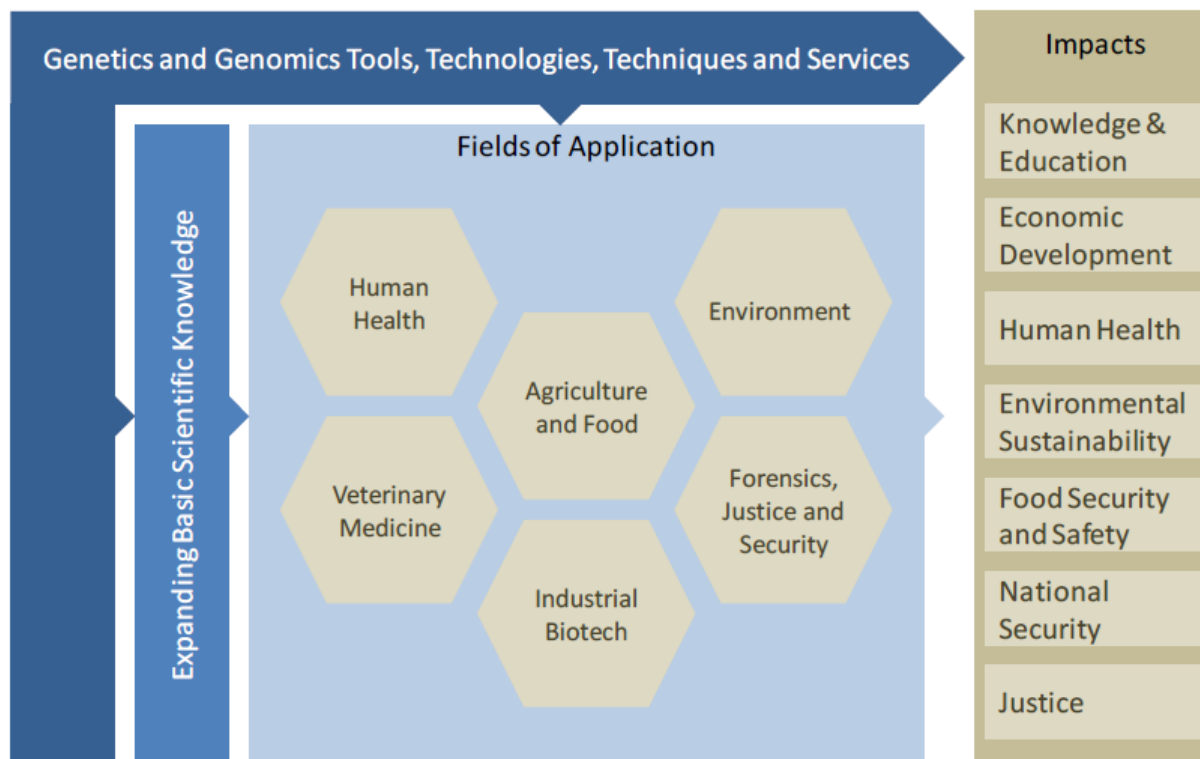 Genetics and Genomics Tools, Technologies, Techniques and Services
Expanding Basic Scientific Knowledge
Fields of Application
Human
Health
Environment
Agriculture
and Food
Veterinary
Medicine
Forensics,
Justice and
Security
Industrial
Biotech
Impacts
Knowledge &
Education
Economic
Development
Human Health
Environmental
Sustainability
Food Security
and Safety
National
Security
Justice